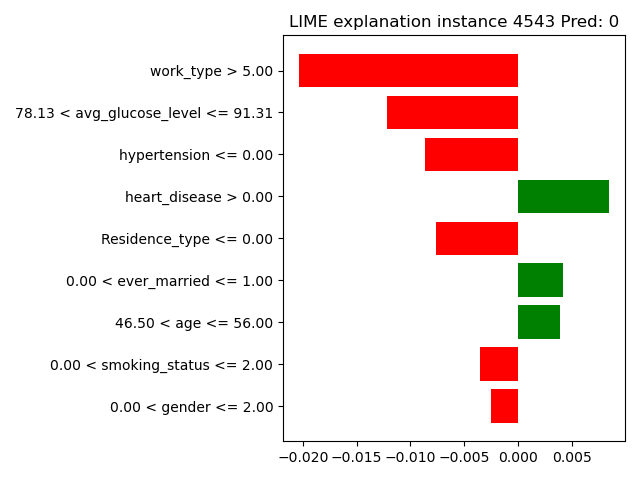 LIME explanation instance 4543 Pred: 0
work_type > 5.00
78.13 < avg_glucose_level <= 91.31
hypertension <= 0.00
heart_disease > 0.00
Residence_type <= 0.00
0.00 < ever_married <= 1.00
46.50 < age <= 56.00
0.00 < smoking_status <= 2.00
0.00 < gender <= 2.00
−0.020 −0.015 −0.010 −0.005 0.000 0.005